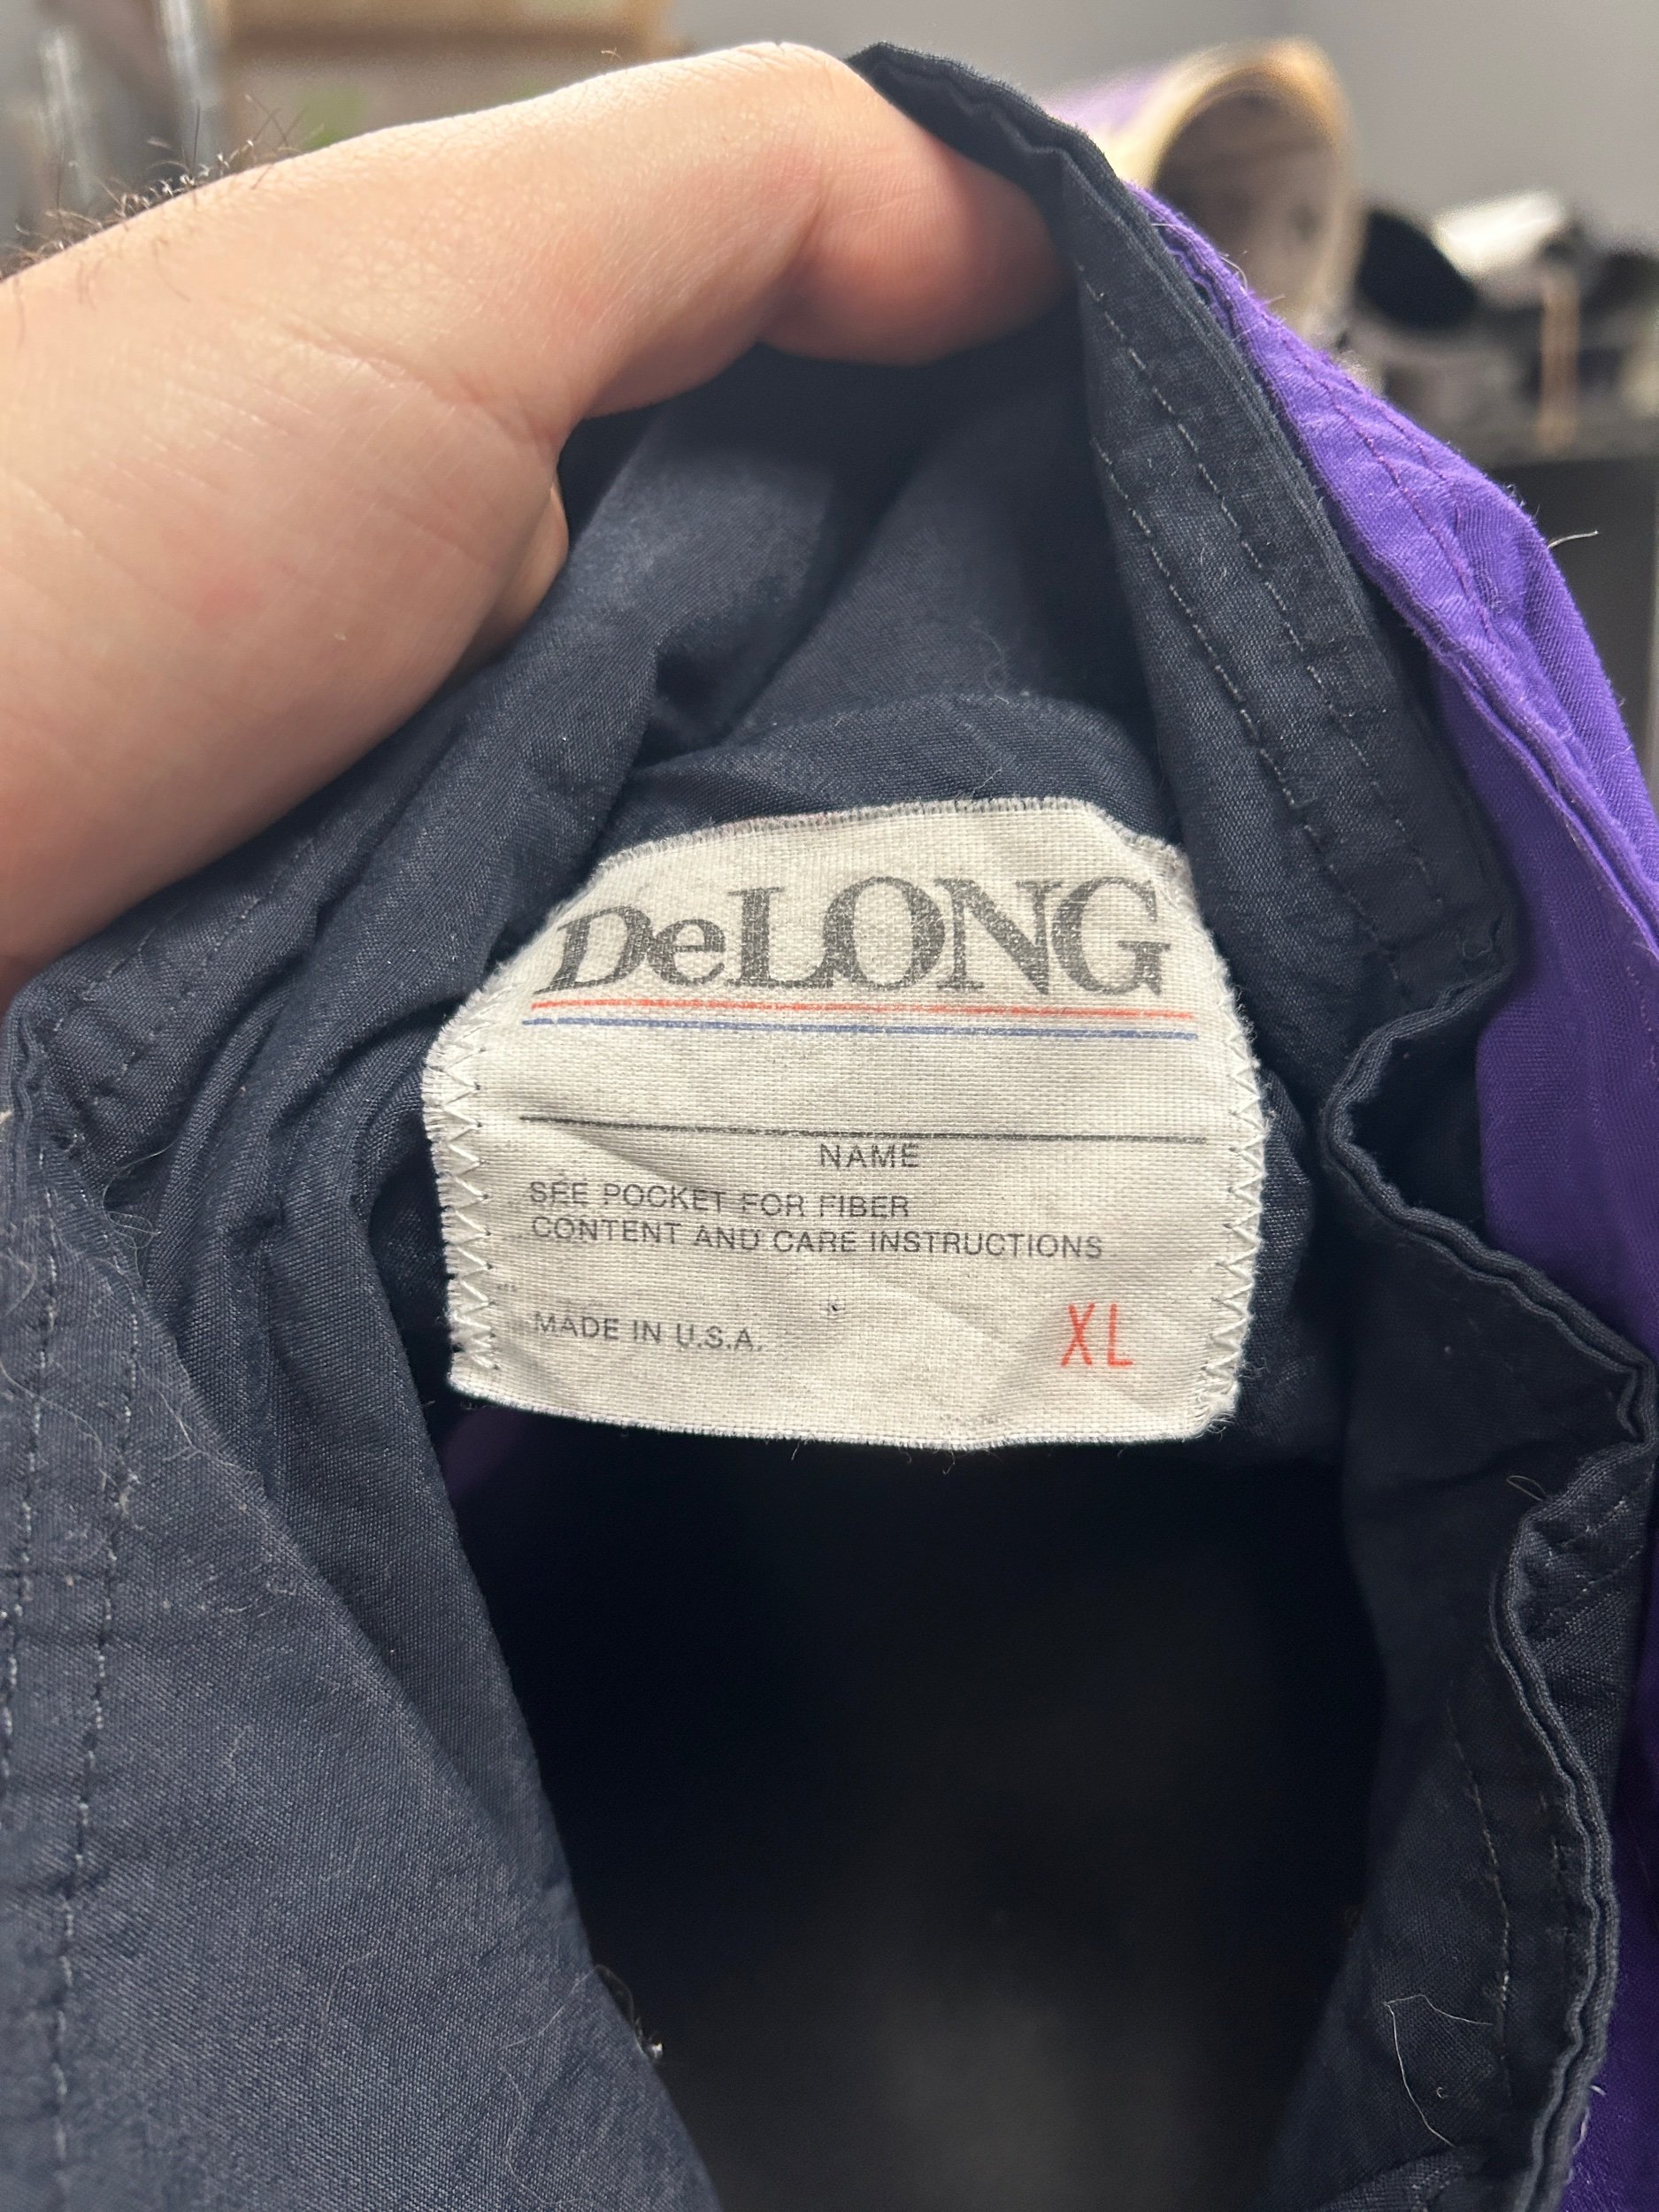 DeLONG
NAME
SEE POCKET FOR FIBER
CONTENT AND CARE INSTRUCTIONS
MADE IN U.S.A.
XL